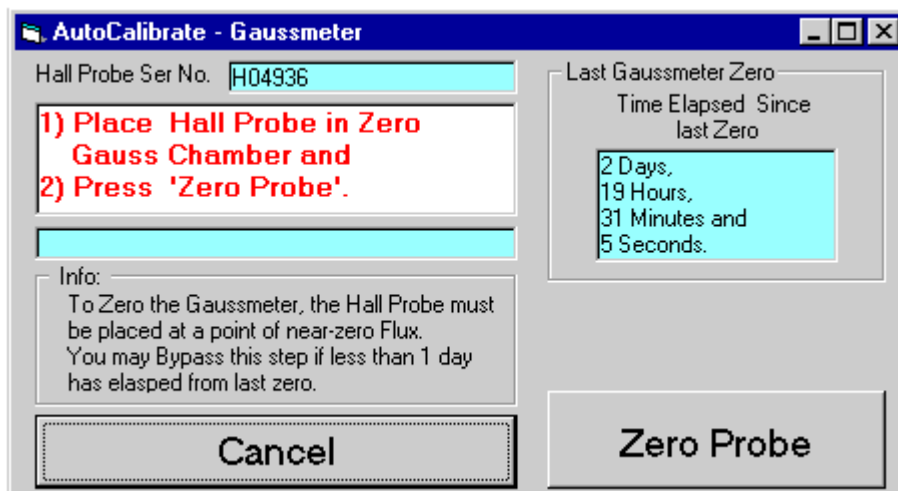 AutoCalibrate - Gaussmeter
Hall Probe Ser No. H04936
1) Place Hall Probe in Zero
Gauss Chamber and
2) Press 'Zero Probe'.
Info:
To Zero the Gaussmeter, the Hall Probe must
be placed at a point of near-zero Flux.
You may Bypass this step if less than 1 day
has elasped from last zero.
Cancel
Last Gaussmeter Zero
Time Elapsed Since
last Zero
2 Days,
19 Hours,
31 Minutes and
5 Seconds.
Zero Probe